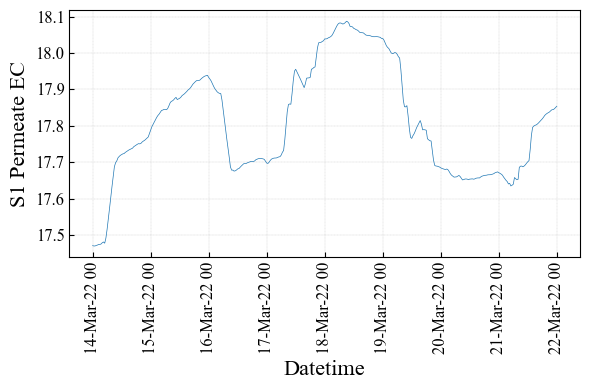 18.1
18.0
17.9
17.8
17.7
17.6
17.5
S1 Permeate EC
14-Mar-22 00
15-Mar-22 00
16-Mar-22 00
17-Mar-22 00
18-Mar-22 00
19-Mar-22 00
20-Mar-22 00
21-Mar-22 00
22-Mar-22 00
Datetime